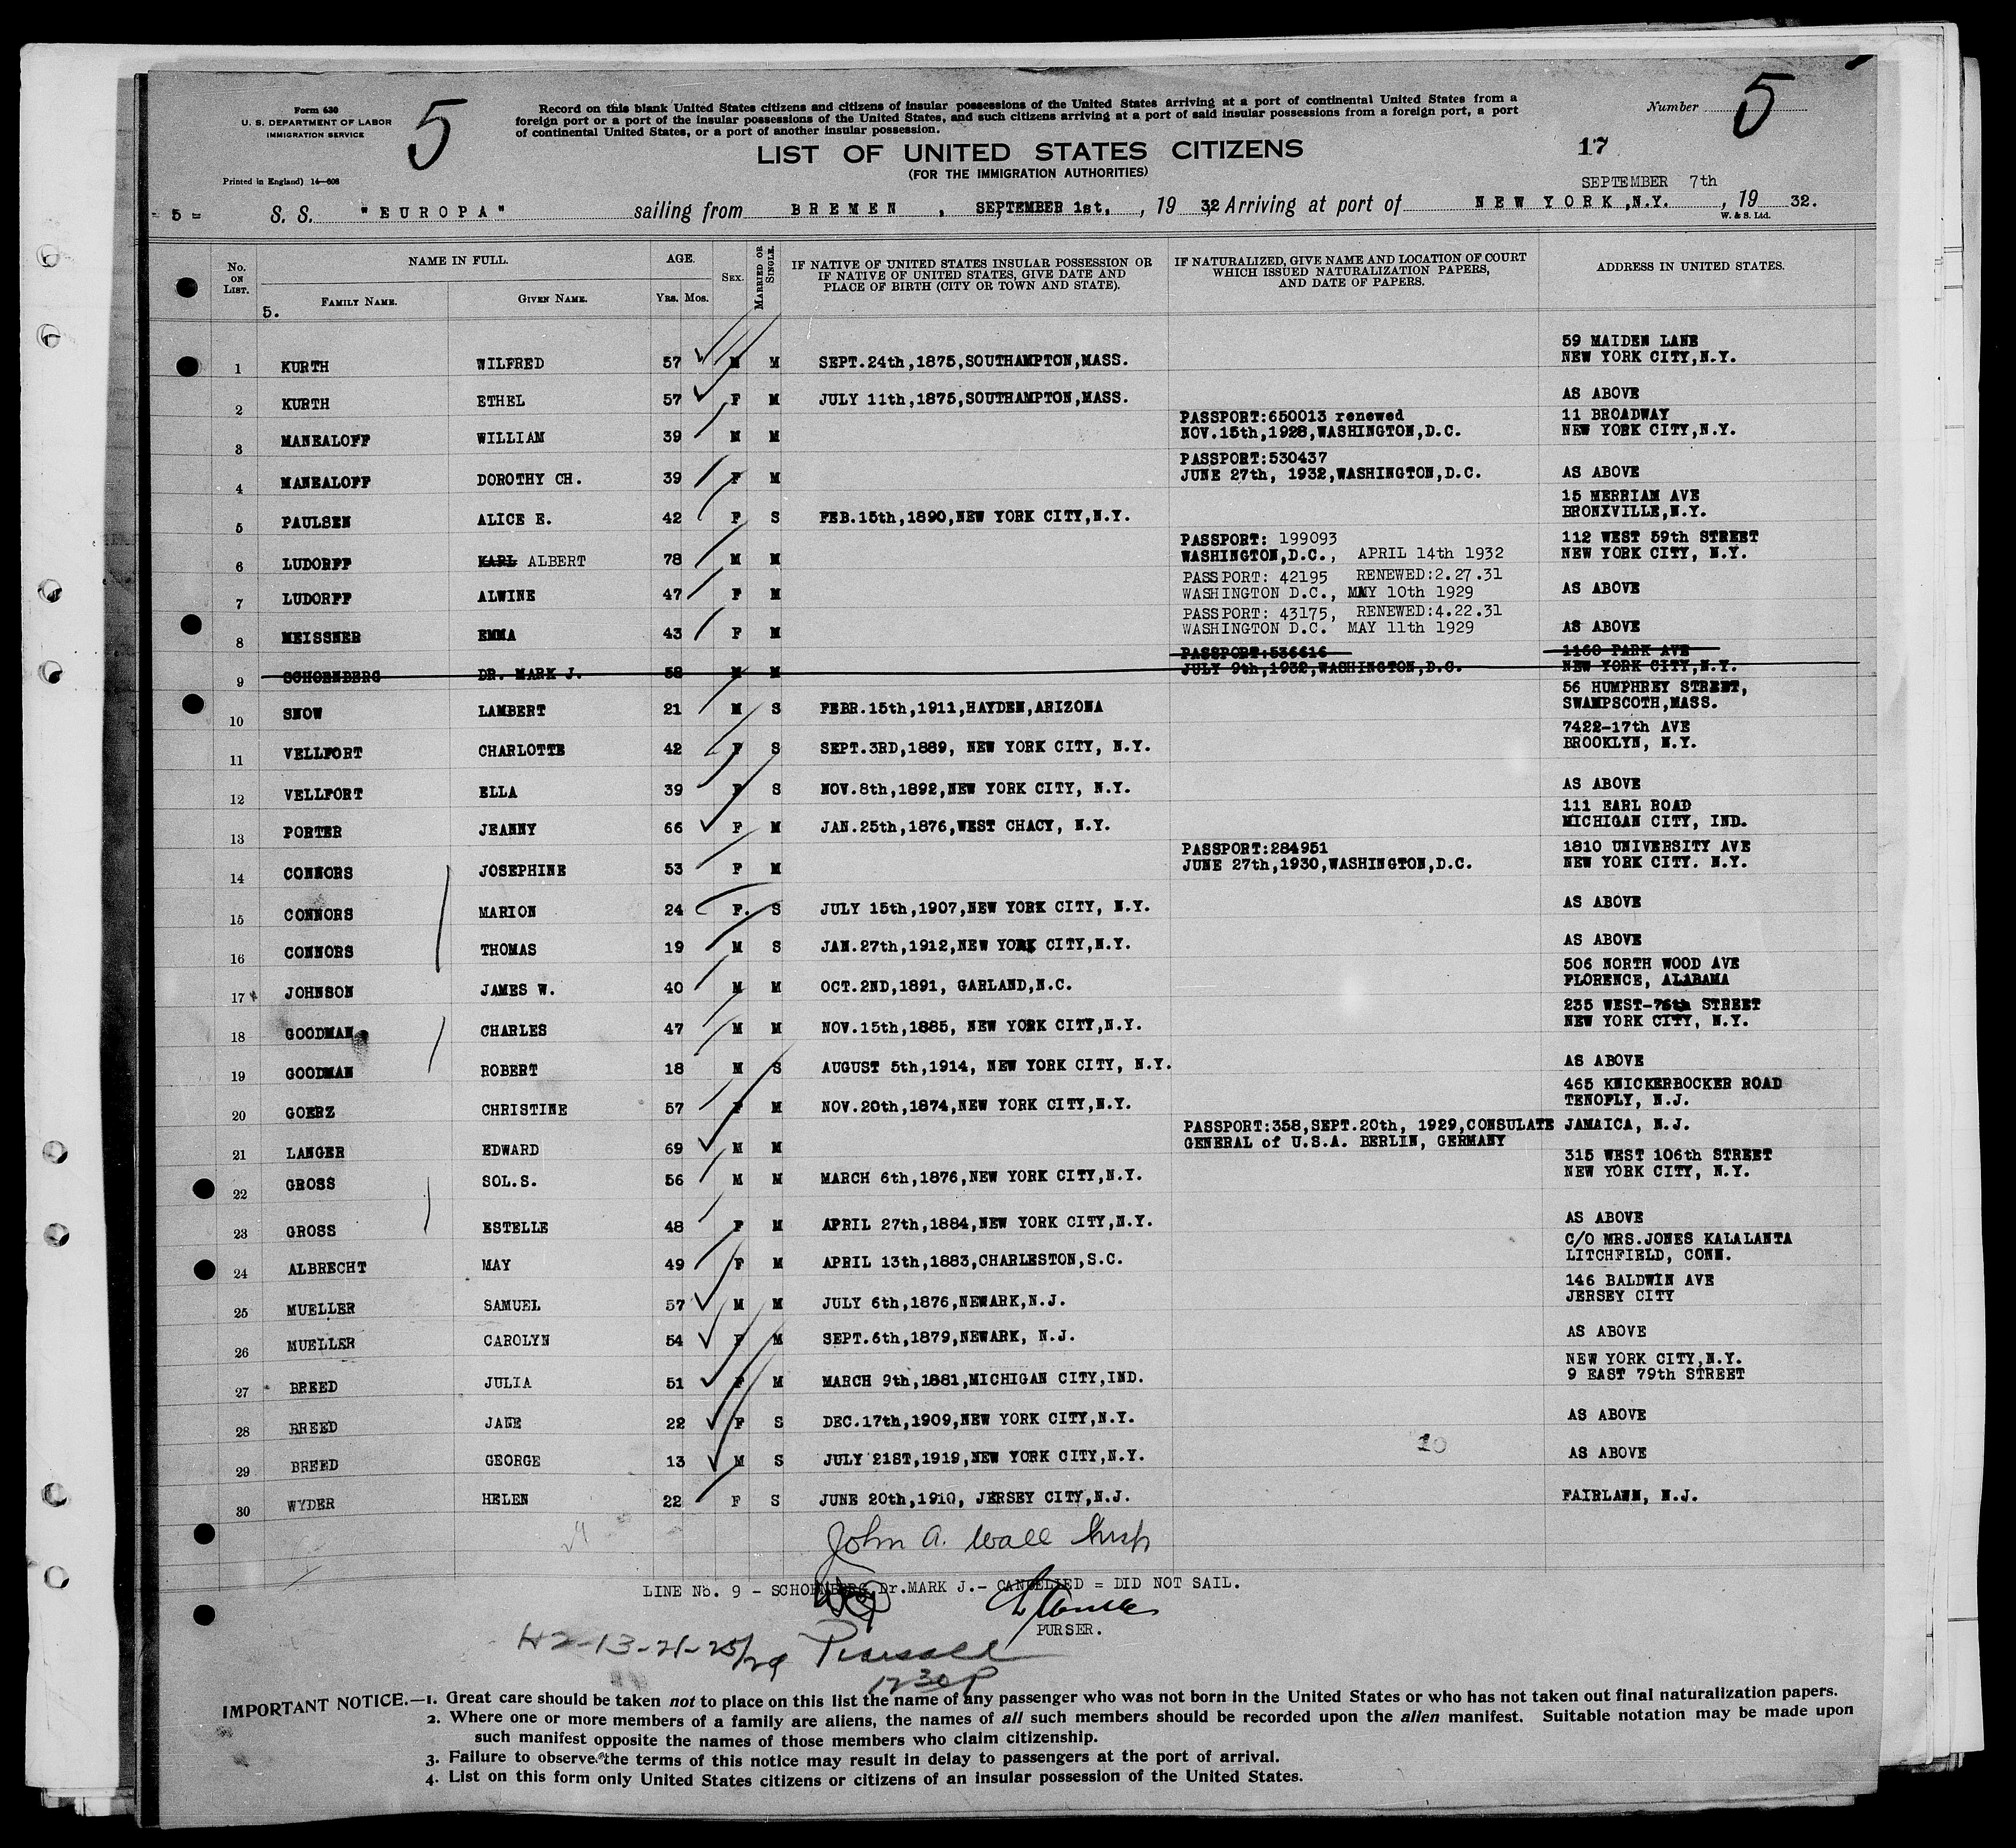 Form 630
U. S. DEPARTMENT OF LABOR
IMMIGRATION SERVICE
5
Record on this blank United States citizens and citizens of insular possessions of the United States Arriving at a port of continental United States from a
foreign port or a port of the insular possessions of the United States, and such citizens arriving at a port of said insular possessions from a foreign port, a port
of continental United States, or a port of another insular possession.
Number 5
LIST OF UNITED STATES CITIZENS
(FOR THE IMMIGRATION AUTHORITIES)
17
Printed in England) 14—608
SEPTEMBER 7th
- 5 = S. S. "EUROPA" sailing from BREMEN, SEPTEMBER 1st, , 19 32, Arriving at port of NEW YORK, N.Y. , 19 32.
W. & S. Ltd.
No. ON LIST. NAME IN FULL. FAMILY NAME. GIVEN NAME. AGE. YRS. MOS. SEX. MARRIED OR SINGLE. IF NATIVE OF UNITED STATES INSULAR POSSESSION OR IF NATIVE OF UNITED STATES, GIVE DATE AND PLACE OF BIRTH (CITY OR TOWN AND STATE). IF NATURALIZED, GIVE NAME AND LOCATION OF COURT WHICH ISSUED NATURALIZATION PAPERS, AND DATE OF PAPERS. ADDRESS IN UNITED STATES.
5.
59 MAIDEN LANE
1 KURTH WILFRED 57 M M SEPT.24th,1875,SOUTHAMPTON,MASS. NEW YORK CITY,N.Y.
2 KURTH ETHEL 57 F M JULY 11th,1875,SOUTHAMPTON,MASS. AS ABOVE
PASSPORT:650013 renewed 11 BROADWAY
3 MANEALOFF WILLIAM 39 M M NOV.15th,1928,WASHINGTON,D.C. NEW YORK CITY,N.Y.
PASSPORT:530437
4 MANEALOFF DOROTHY CH. 39 F M JUNE 27th, 1932,WASHINGTON,D.C. AS ABOVE
15 MERRIAM AVE
5 PAULSEN ALICE E. 42 F S FEB.15th,1890,NEW YORK CITY,N.Y. BRONXVILLE,N.Y.
PASSPORT: 199093 112 WEST 59th STREET
6 LUDORFF KARL ALBERT 78 M M WASHINGTON,D.C., APRIL 14th 1932 NEW YORK CITY, N.Y.
PASSPORT: 42195 RENEWED:2.27.31
7 LUDORFF ALWINE 47 F M WASHINGTON D.C., MAY 10th 1929 AS ABOVE
PASSPORT: 43175, RENEWED:4.22.31
8 MEISSNER EMMA 43 F M WASHINGTON D.C. MAY 11th 1929 AS ABOVE
PASSPORT:536616 1160 PARK AVE
9 SCHOENBERG DR. MARK J. 58 M M JULY 9th,1932,WASHINGTON,D.C. NEW YORK CITY,N.Y.
56 HUMPHREY STREET,
10 SNOW LAMBERT 21 M S FEBR.15th,1911,HAYDEN,ARIZONA SWAMPSCOTH,MASS.
7422-17th AVE
11 VELLFORT CHARLOTTE 42 F S SEPT.3RD,1889, NEW YORK CITY, N.Y. BROOKLYN, N.Y.
12 VELLFORT ELLA 39 F S NOV.8th,1892,NEW YORK CITY, N.Y. AS ABOVE
111 EARL ROAD
13 PORTER JEANNY 66 F M JAN.25th,1876,WEST CHACY, N.Y. MICHIGAN CITY, IND.
PASSPORT:284951 1810 UNIVERSITY AVE
14 CONNORS JOSEPHINE 53 F M JUNE 27th,1930,WASHINGTON,D.C. NEW YORK CITY. N.Y.
15 CONNORS MARION 24 F. S JULY 15th,1907,NEW YORK CITY, N.Y. AS ABOVE
16 CONNORS THOMAS 19 M S JAN.27th,1912,NEW YORK CITY,N.Y. AS ABOVE
506 NORTH WOOD AVE
17 JOHNSON JAMES W. 40 M M OCT.2ND,1891, GARLAND,N.C. FLORENCE, ALABAMA
235 WEST-76th STREET
18 GOODMAN CHARLES 47 M M NOV.15th,1885, NEW YORK CITY,N.Y. NEW YORK CITY, N.Y.
19 GOODMAN ROBERT 18 M S AUGUST 5th,1914, NEW YORK CITY, N.Y. AS ABOVE
465 KNICKERBOCKER ROAD
20 GOERZ CHRISTINE 57 F M NOV.20th,1874,NEW YORK CITY,N.Y. TENOFLY, N.J.
PASSPORT:358,SEPT.20th, 1929,CONSULATE JAMAICA, N.J.
21 LANGER EDWARD 69 M M GENERAL of U.S.A. BERLIN, GERMANY
315 WEST 106th STREET
22 GROSS SOL.S. 56 M M MARCH 6th,1876,NEW YORK CITY,N.Y. NEW YORK CITY, N.Y.
23 GROSS ESTELLE 48 F M APRIL 27th,1884,NEW YORK CITY,N.Y. AS ABOVE
C/O MRS.JONES KALALANTA
24 ALBRECHT MAY 49 F M APRIL 13th,1883,CHARLESTON,S.C. LITCHFIELD, CONN.
146 BALDWIN AVE
25 MUELLER SAMUEL 57 M M JULY 6th,1876,NEWARK,N.J. JERSEY CITY
26 MUELLER CAROLYN 54 F M SEPT.6th,1879,NEWARK, N.J. AS ABOVE
NEW YORK CITY,N.Y.
27 BREED JULIA 51 F M MARCH 9th,1881,MICHIGAN CITY,IND. 9 EAST 79th STREET
28 BREED JANE 22 F S DEC.17th,1909,NEW YORK CITY,N.Y. AS ABOVE
10
29 BREED GEORGE 13 M S JULY 21ST,1919,NEW YORK CITY,N.Y. AS ABOVE
30 WYDER HELEN 22 F S JUNE 20th,1910, JERSEY CITY,N.J. FAIRLAWN, N.J.
John A. Wall Insp
LINE No. 9 - SCHOENBERG Dr.MARK J.- CANCELLED = DID NOT SAIL.
PURSER.
H2-13-21-25/29
12 30 P
IMPORTANT NOTICE.—1. Great care should be taken not to place on this list the name of any passenger who was not born in the United States or who has not taken out final naturalization papers.
2. Where one or more members of a family are aliens, the names of all such members should be recorded upon the alien manifest. Suitable notation may be made upon
such manifest opposite the names of those members who claim citizenship.
3. Failure to observe the terms of this notice may result in delay to passengers at the port of arrival.
4. List on this form only United States citizens or citizens of an insular possession of the United States.